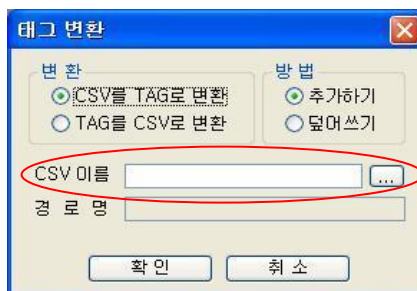 태그 변환
변 환 방 법
CSV를 TAG로 변환 추가하기
TAG를 CSV로 변환 덮어쓰기
CSV 이름 ...
경 로 명
확 인 취 소